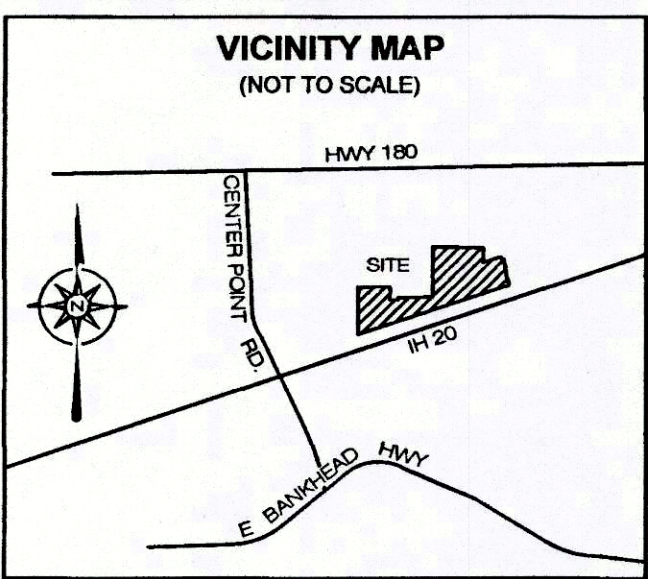 VICINITY MAP
(NOT TO SCALE)
HWY 180
CENTER POINT RD.
SITE
N
IH 20
E BANKHEAD HWY